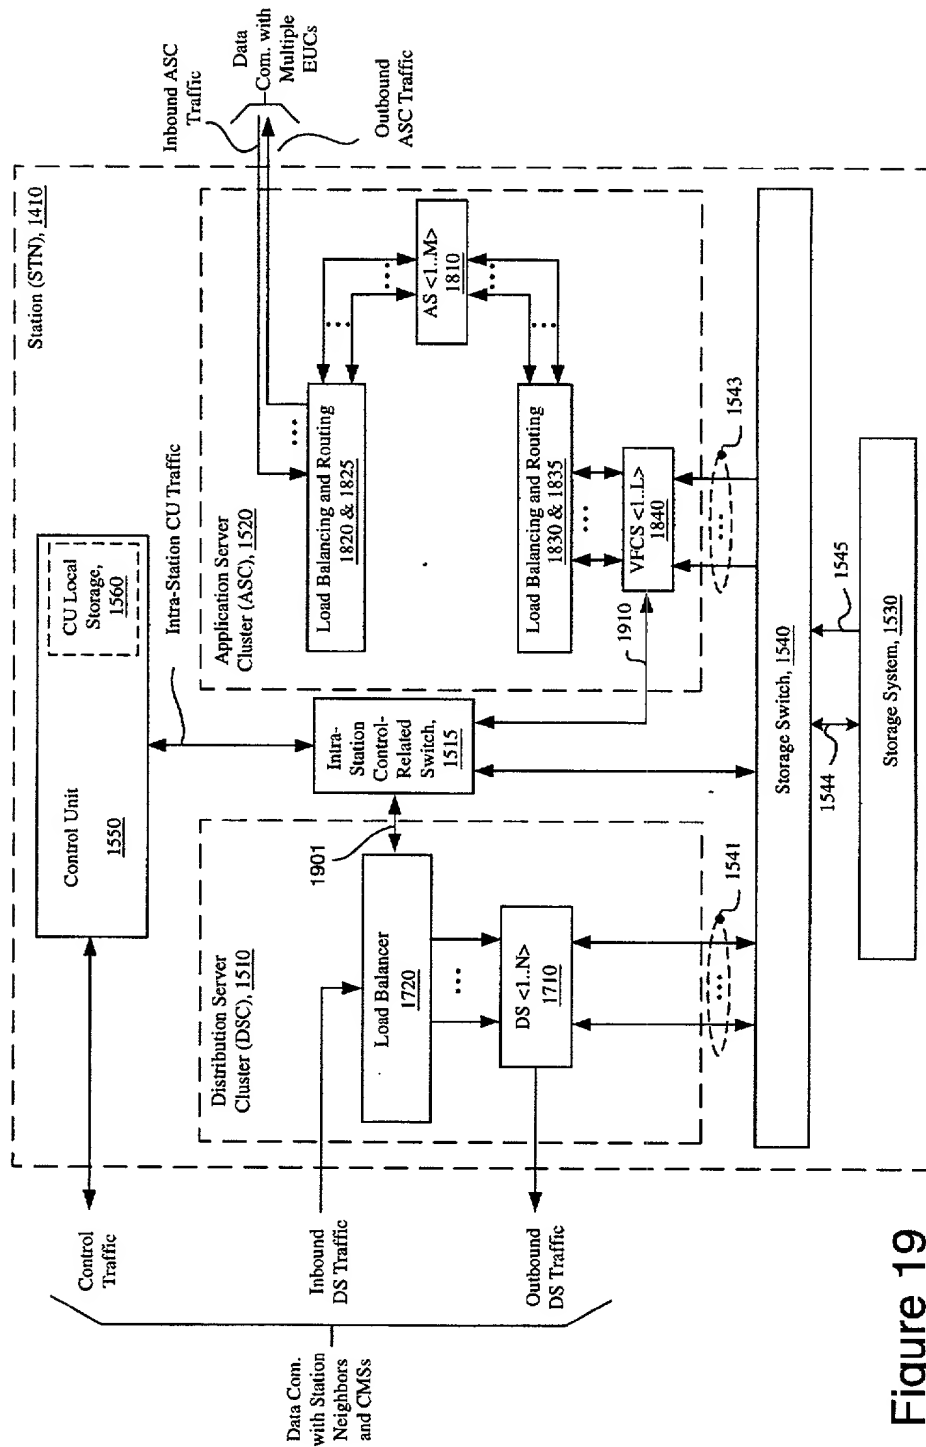 Station (STN), 1410
Control
Traffic
Control Unit
1550
CU Local
Storage,
1560
Intra-Station CU Traffic
Inbound ASC
Traffic
Data
Com. with
Multiple
EUCs
Outbound
ASC Traffic
Data Com.
with Station
Neighbors
and CMSs
Inbound
DS Traffic
Outbound
DS Traffic
Distribution Server
Cluster (DSC), 1510
Load Balancer
1720
DS <1..N>
1710
1901
Intra-
Station
Control-
Related
Switch,
1515
Application Server
Cluster (ASC), 1520
Load Balancing and Routing
1820 & 1825
AS <1..M>
1810
Load Balancing and Routing
1830 & 1835
VFCS <1..L>
1840
1910
1541
1543
Storage Switch, 1540
1544
1545
Storage System, 1530
Figure 19